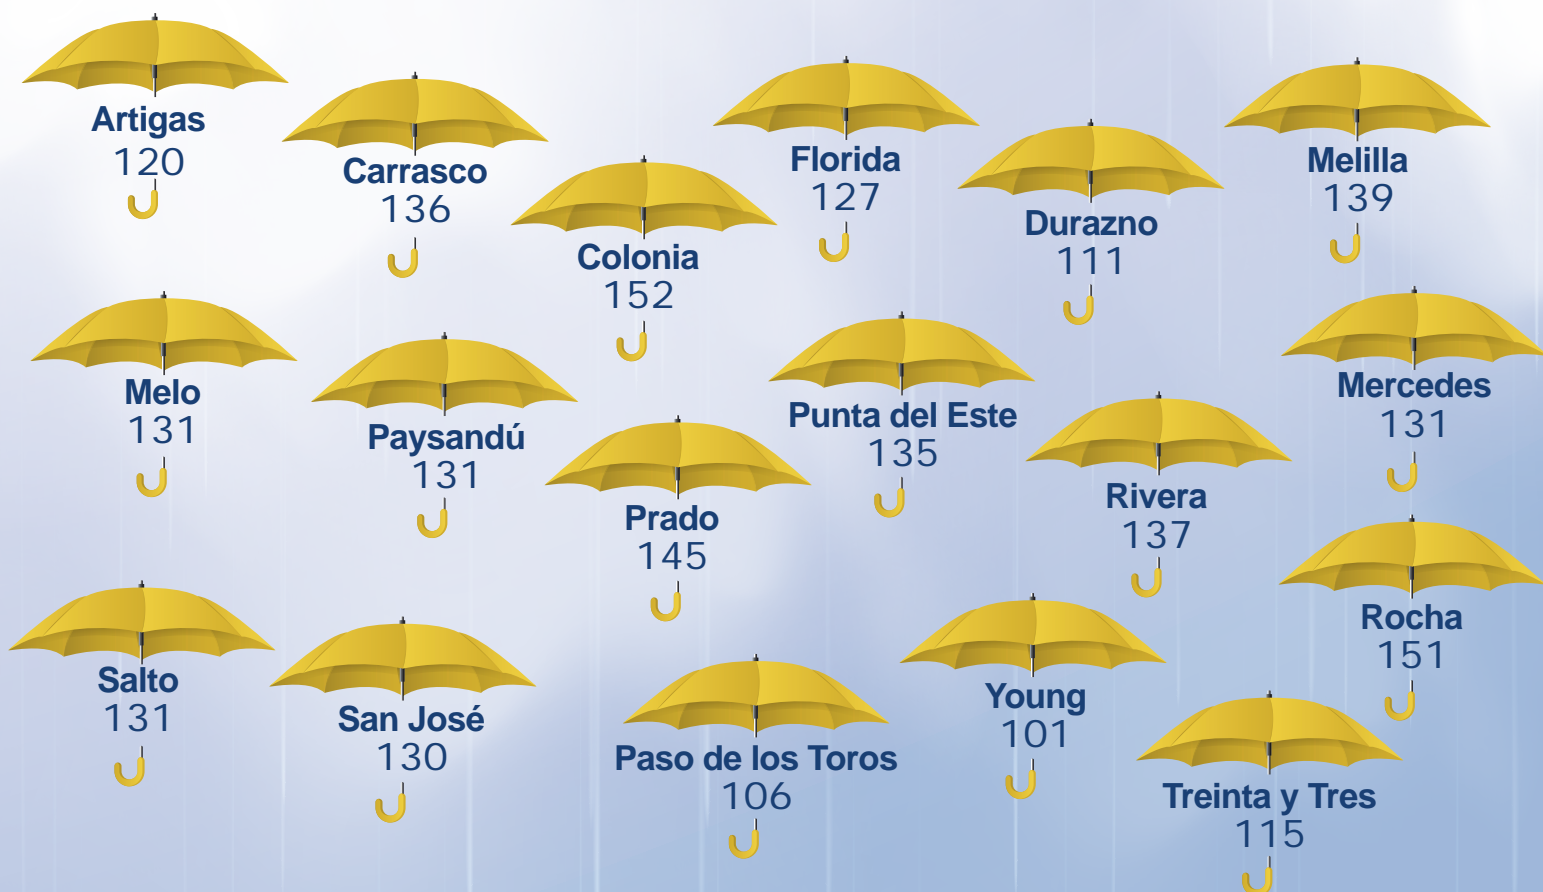 Artigas
120
Carrasco
136
Colonia
152
Florida
127
Durazno
111
Melilla
139
Melo
131
Paysandú
131
Prado
145
Punta del Este
135
Rivera
137
Mercedes
131
Salto
131
San José
130
Paso de los Toros
106
Young
101
Treinta y Tres
115
Rocha
151